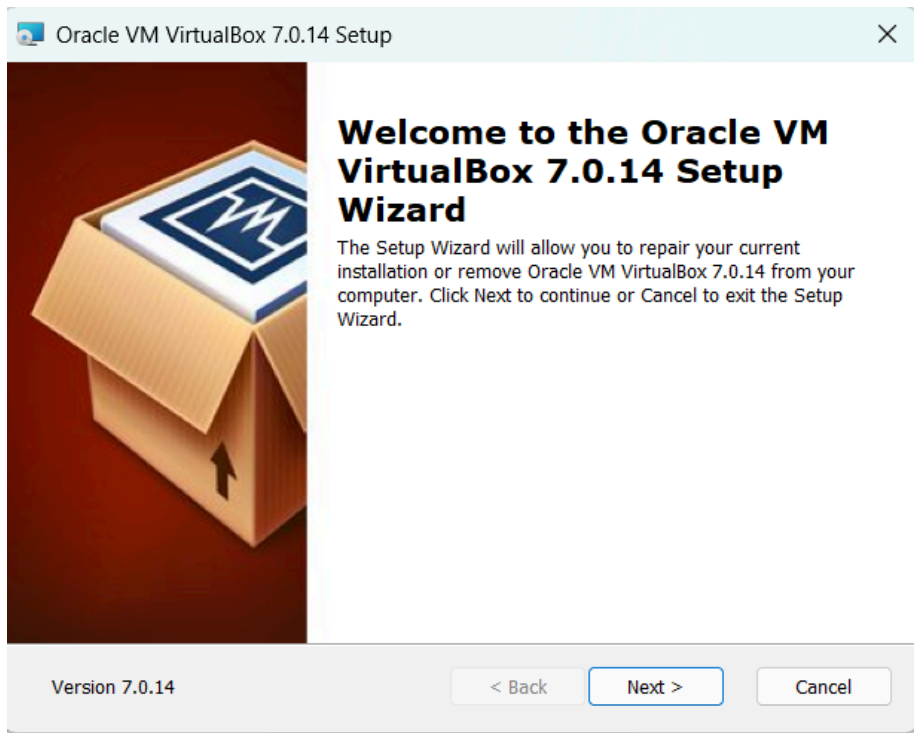 Oracle VM VirtualBox 7.0.14 Setup
Welcome to the Oracle VM
VirtualBox 7.0.14 Setup
Wizard
The Setup Wizard will allow you to repair your current
installation or remove Oracle VM VirtualBox 7.0.14 from your
computer. Click Next to continue or Cancel to exit the Setup
Wizard.
Version 7.0.14
< Back
Next >
Cancel